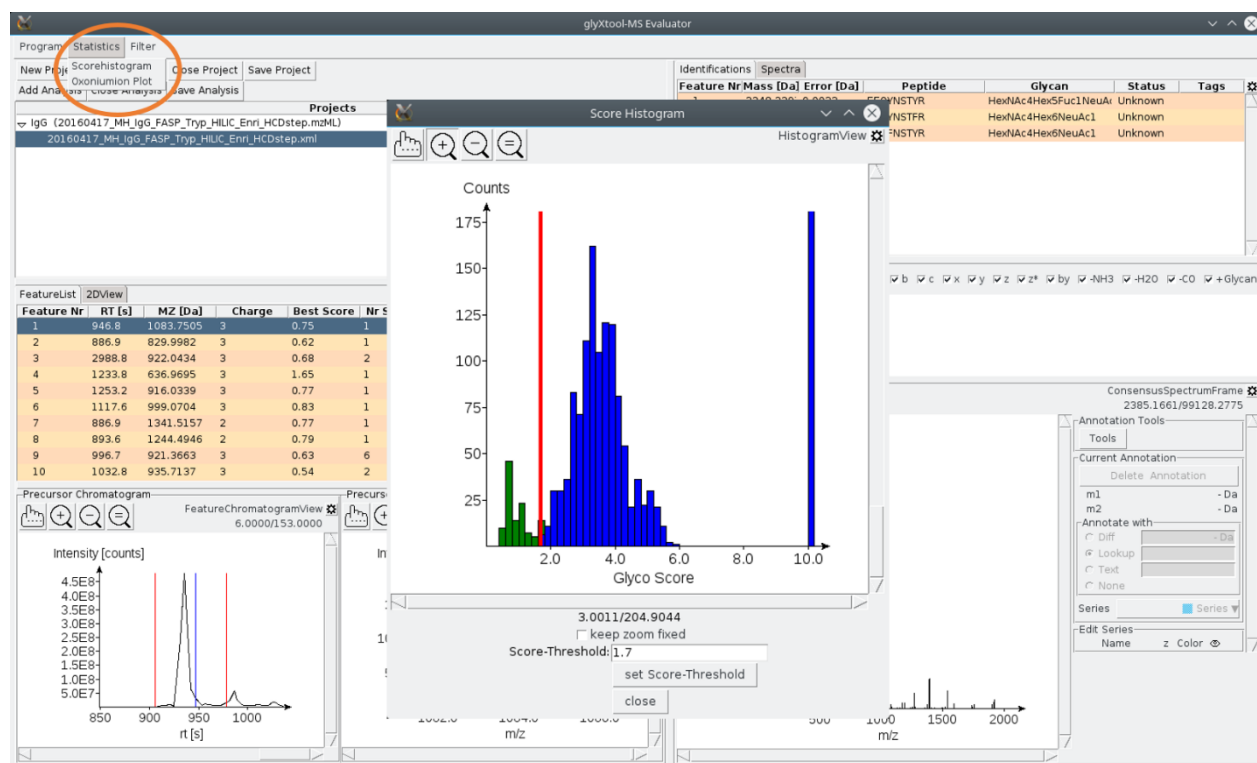 glyXtool-MS Evaluator
Program Statistics Filter
Scorehistogram
Oxoniumion Plot
New Proje Close Project Save Project
Add Analysis Close Analysis Save Analysis
Projects
IgG (20160417_MH_IgG_FASP_Tryp_HILIC_Enri_HCDstep.mzML)
20160417_MH_IgG_FASP_Tryp_HILIC_Enri_HCDstep.xml
Identifications Spectra
Feature Nr Mass [Da] Error [Da] Peptide Glycan Status Tags
YNSTYR HexNAc4Hex5Fuc1NeuAc Unknown
YNSTFR HexNAc4Hex6NeuAc1 Unknown
FNSTYR HexNAc4Hex6NeuAc1 Unknown
b c x y z z* by -NH3 -H2O -CO +Glycan
FeatureList 2DView
Feature Nr RT [s] MZ [Da] Charge Best Score Nr S
1 946.8 1083.7505 3 0.75 1
2 886.9 829.9982 3 0.62 1
3 2988.8 922.0434 3 0.68 2
4 1233.8 636.9695 3 1.65 1
5 1253.2 916.0339 3 0.77 1
6 1117.6 999.0704 3 0.83 1
7 886.9 1341.5157 2 0.77 1
8 893.6 1244.4946 2 0.79 1
9 996.7 921.3663 3 0.63 6
10 1032.8 935.7137 3 0.54 2
Precursor Chromatogram
FeatureChromatogramView
6.0000/153.0000
Intensity [counts]
4.5E8
4.0E8
3.5E8
3.0E8
2.5E8
2.0E8
1.5E8
1.0E8
5.0E7
850 900 950 1000
rt [s]
Precurs
In
1002.0 1004.0 1006.0
m/z
Score Histogram
HistogramView
Counts
175
150
125
100
75
50
25
2.0 4.0 6.0 8.0 10.0
Glyco Score
3.0011/204.9044
keep zoom fixed
Score-Threshold: 1.7
set Score-Threshold
close
ConsensusSpectrumFrame
2385.1661/99128.2775
500 1000 1500 2000
m/z
Annotation Tools
Tools
Current Annotation
Delete Annotation
m1 - Da
m2 - Da
Annotate with
Diff - Da
Lookup
Text
None
Series Series
Edit Series
Name z Color